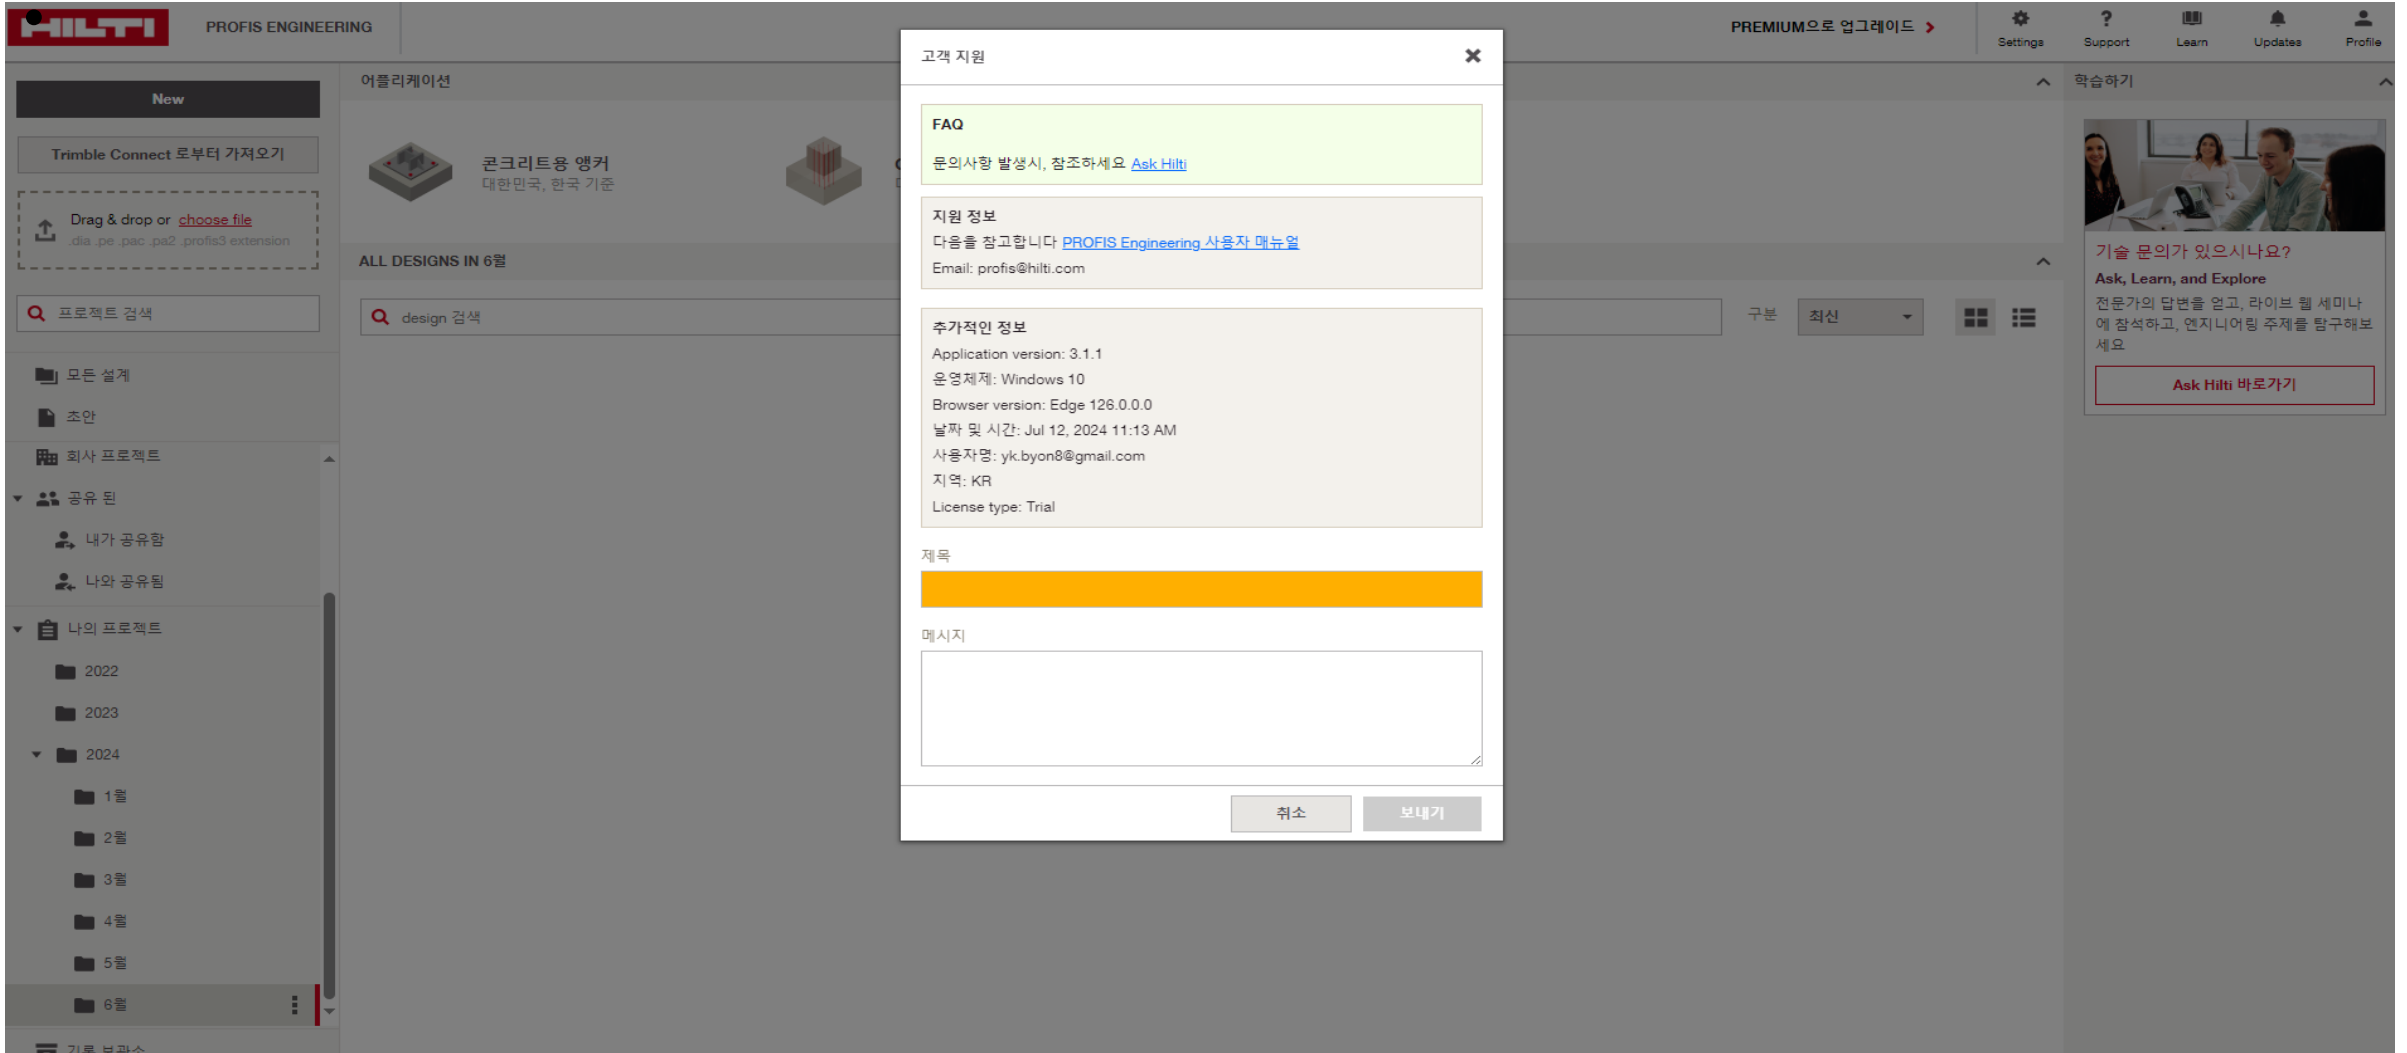 HILTI
PROFIS ENGINEERING
PREMIUM으로 업그레이드
Settings
Support
Learn
Updates
Profile
New
Trimble Connect 로부터 가져오기
Drag & drop or choose file
.dia .pe .pac .pa2 .profis3 extension
프로젝트 검색
모든 설계
초안
회사 프로젝트
공유 된
내가 공유함
나와 공유됨
나의 프로젝트
2022
2023
2024
1월
2월
3월
4월
5월
6월
기록 보관소
어플리케이션
콘크리트용 앵커
대한민국, 한국 기준
ALL DESIGNS IN 6월
design 검색
구분
최신
고객 지원
FAQ
문의사항 발생시, 참조하세요 Ask Hilti
지원 정보
다음을 참고합니다 PROFIS Engineering 사용자 매뉴얼
Email: profis@hilti.com
추가적인 정보
Application version: 3.1.1
운영체제: Windows 10
Browser version: Edge 126.0.0.0
날짜 및 시간: Jul 12, 2024 11:13 AM
사용자명: yk.byon8@gmail.com
지역: KR
License type: Trial
제목
메시지
취소
보내기
학습하기
기술 문의가 있으시나요?
Ask, Learn, and Explore
전문가의 답변을 얻고, 라이브 웹 세미나
에 참석하고, 엔지니어링 주제를 탐구해보
세요
Ask Hilti 바로가기